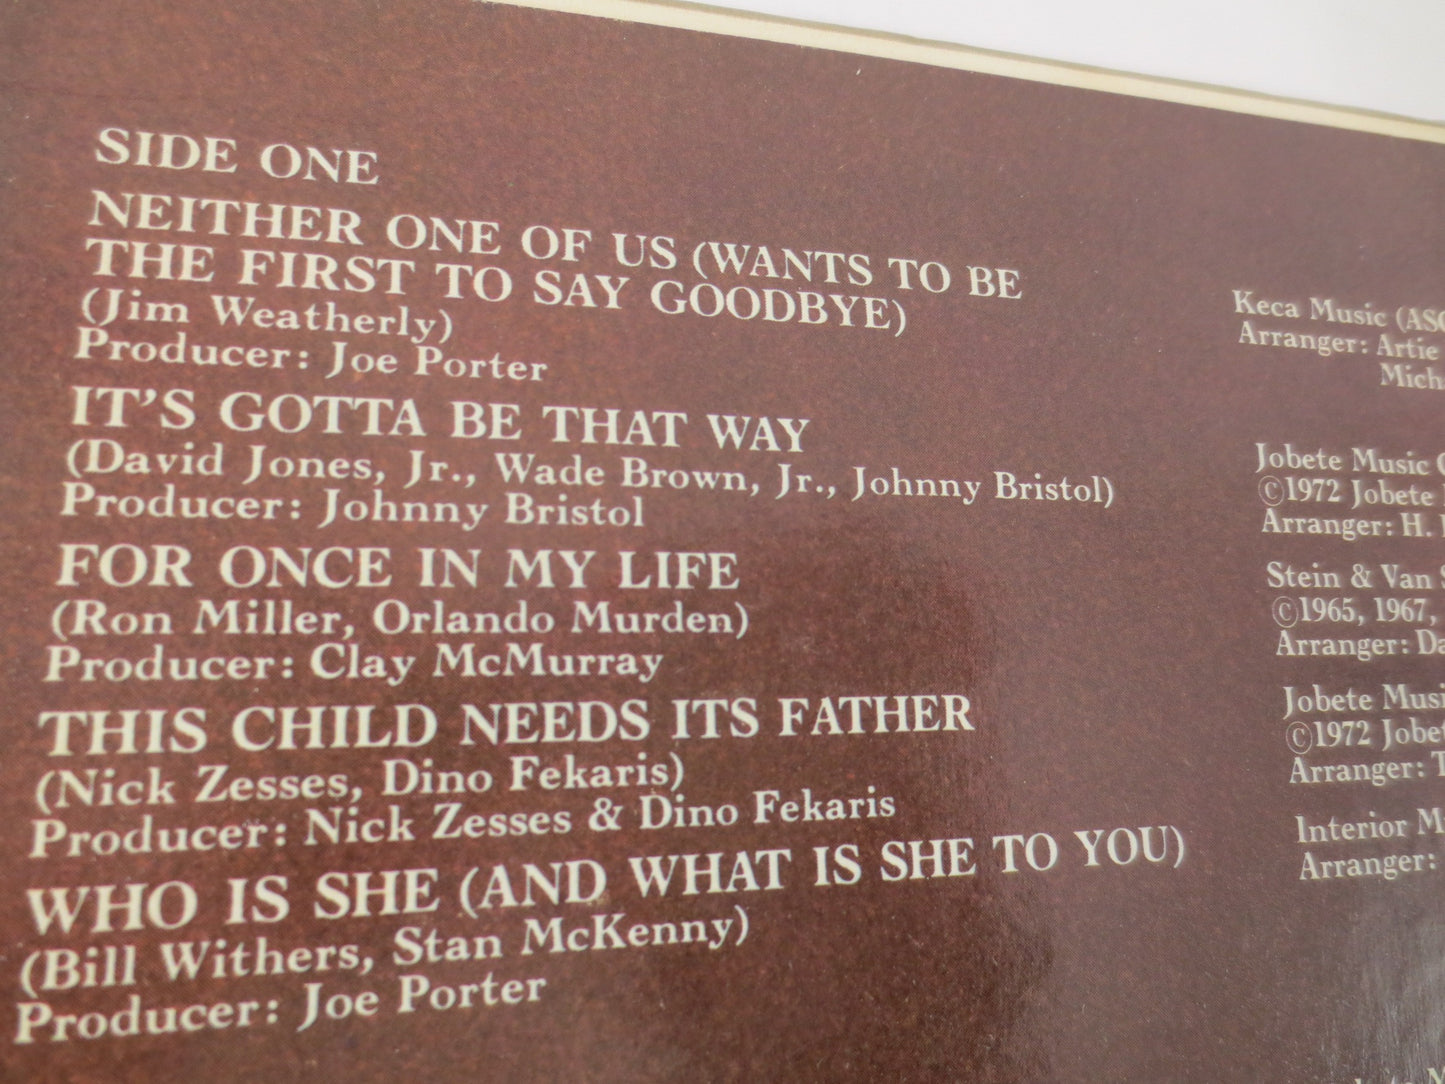 SIDE ONE
NEITHER ONE OF US (WANTS TO BE
THE FIRST TO SAY GOODBYE)
(Jim Weatherly)
Producer: Joe Porter
IT'S GOTTA BE THAT WAY
(David Jones, Jr., Wade Brown, Jr., Johnny Bristol)
Producer: Johnny Bristol
FOR ONCE IN MY LIFE
(Ron Miller, Orlando Murden)
Producer: Clay McMurray
THIS CHILD NEEDS ITS FATHER
(Nick Zesses, Dino Fekaris)
Producer: Nick Zesses & Dino Fekaris
WHO IS SHE (AND WHAT IS SHE TO YOU)
(Bill Withers, Stan McKenny)
Producer: Joe Porter
Keca Music
Arranger: Artie
Jobete Music
©1972 Jobete
Arranger: H.
Stein & Van
©1965, 1967,
Arranger:
Jobete
©1972
Arranger:
Interior
Arranger: